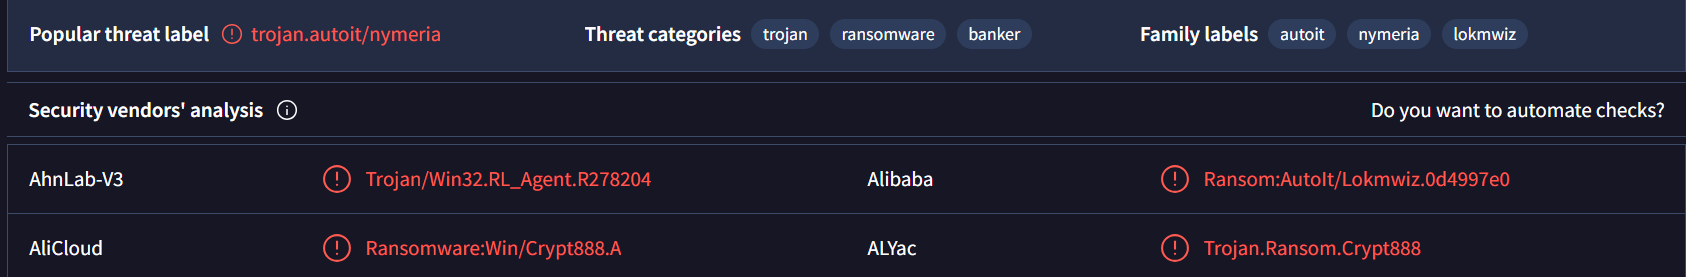 Popular threat label trojan.autoit/nymeria Threat categories trojan ransomware banker Family labels autoit nymeria lokmwiz
Security vendors' analysis Do you want to automate checks?
AhnLab-V3 Trojan/Win32.RL_Agent.R278204 Alibaba Ransom:AutoIt/Lokmwiz.0d4997e0
AliCloud Ransomware:Win/Crypt888.A ALYac Trojan.Ransom.Crypt888